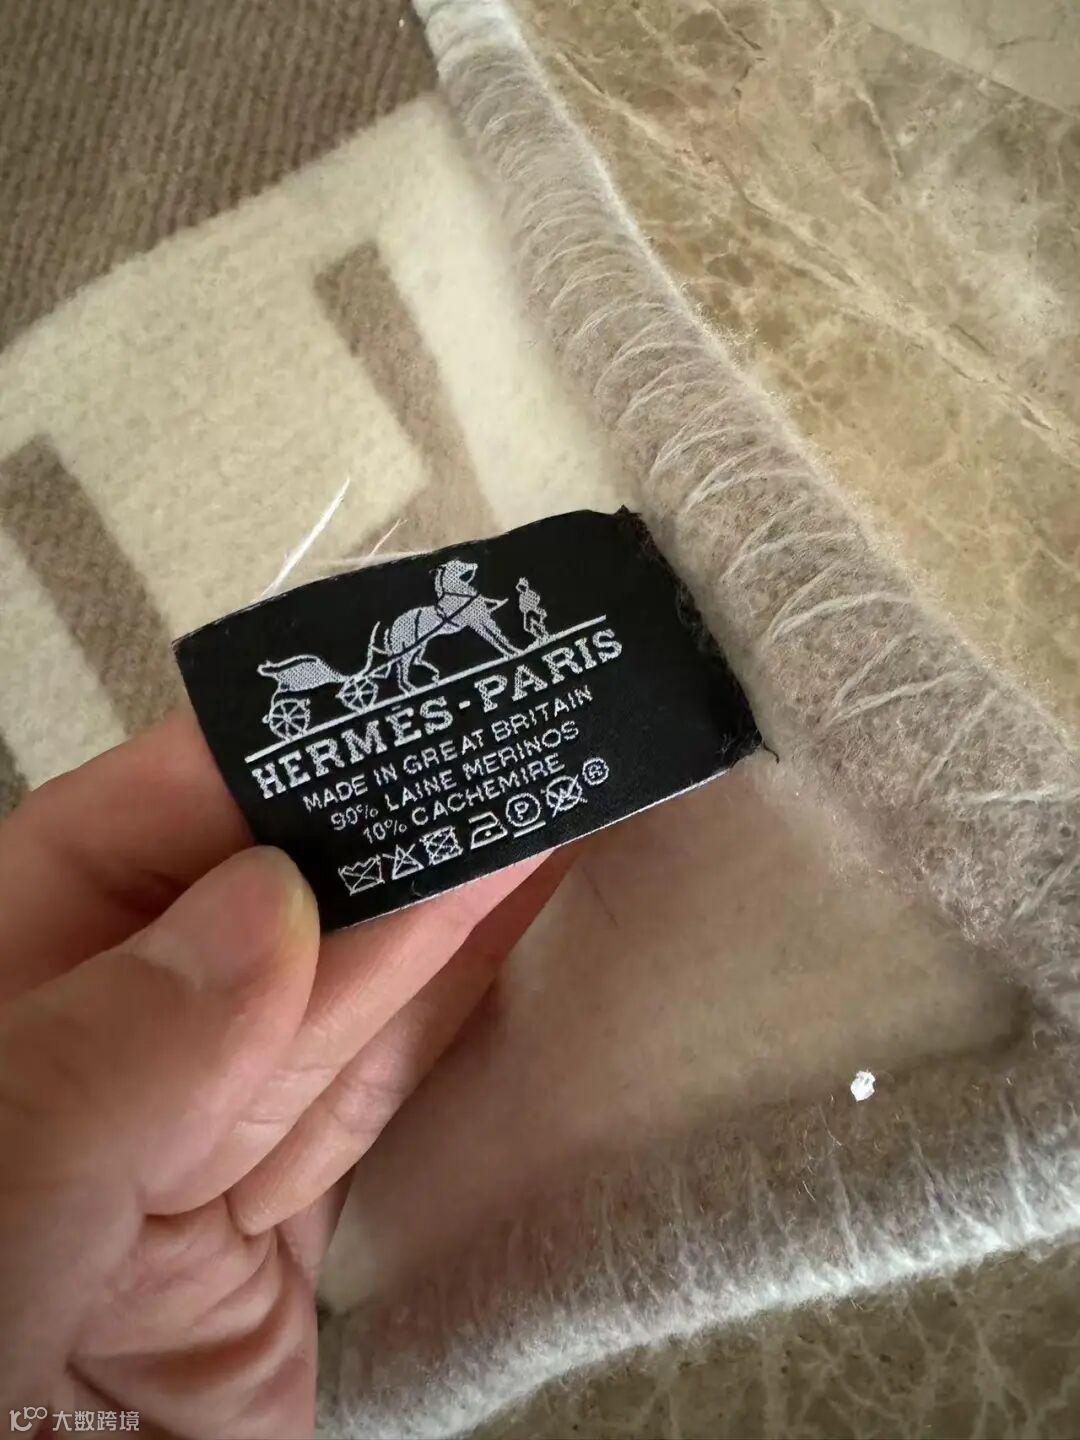 HERMÈS-PARIS
MADE IN GREAT BRITAIN
90% LAINE MERINOS
10% CACHEMIRE
P
R
大数跨境